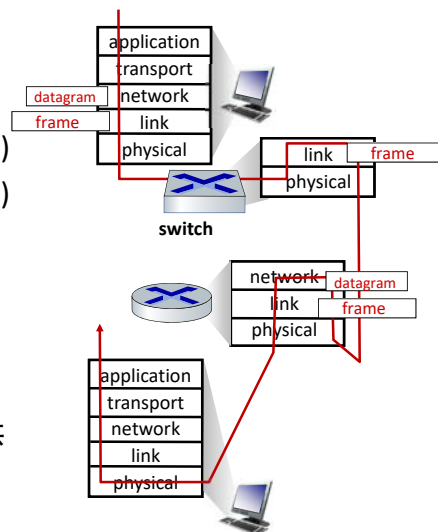 application
transport
datagram
network
frame
link
)
physical
link
frame
)
physical
switch
network
datagram
link
frame
physical
application
transport
network
link
physical